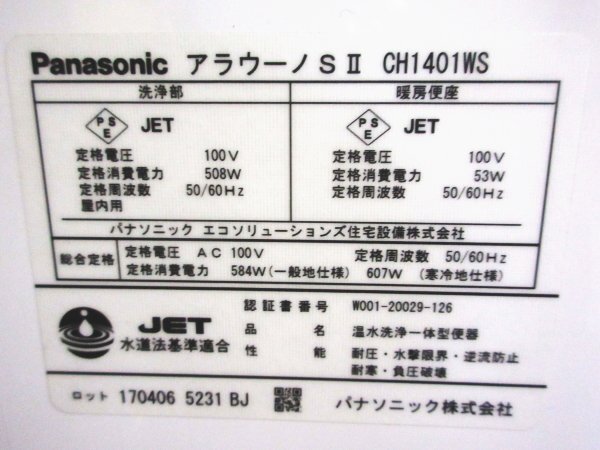 Panasonic アラウーノSⅡ CH1401WS
洗浄部 暖房便座
PSE JET PSE JET
定格電圧 100V 定格電圧 100V
定格消費電力 508W 定格消費電力 53W
定格周波数 50/60Hz 定格周波数 50/60Hz
屋内用
パナソニック エコソリューションズ住宅設備株式会社
総合定格 定格電圧 AC 100V 定格周波数 50/60Hz
定格消費電力 584W(一般地仕様) 607W (寒冷地仕様)
認証書番号 W001-20029-126
JET 品名 温水洗浄一体型便器
水道法基準適合 性能 耐圧・水撃限界・逆流防止
耐寒・負圧破壊
ロット 170406 5231 BJ パナソニック株式会社